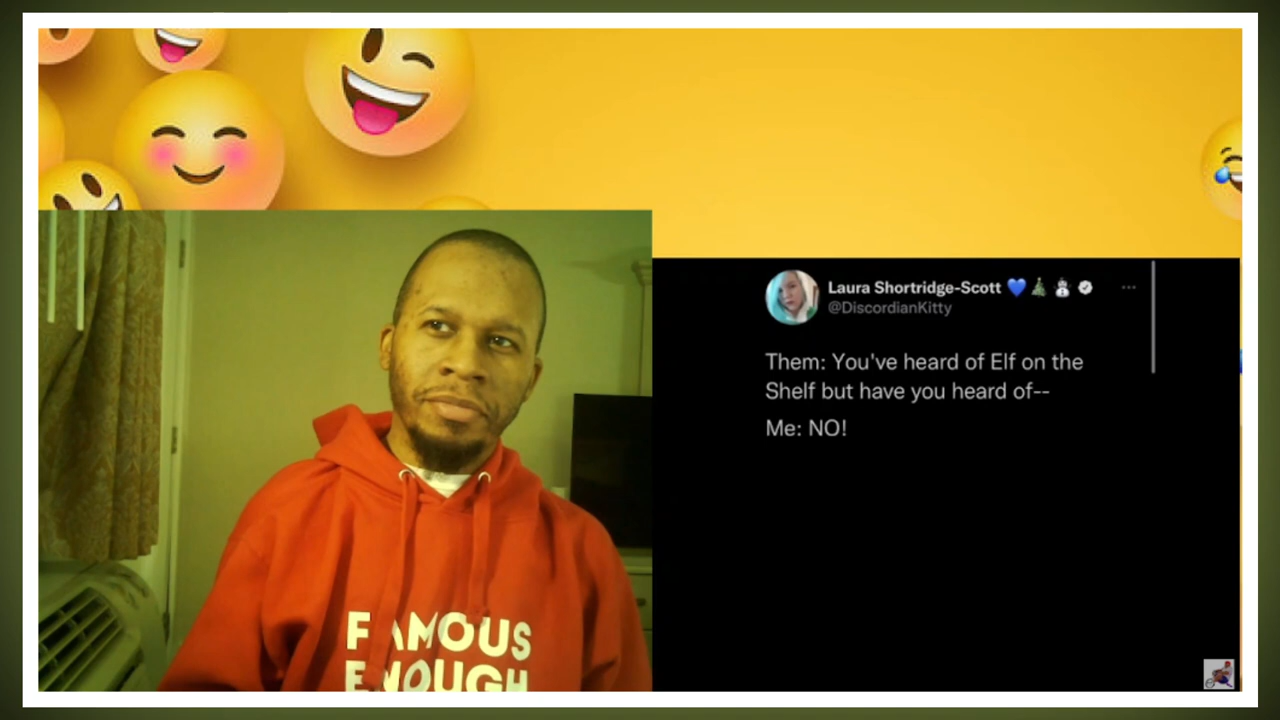 Laura Shortridge-Scott 💙🎄⛄
@DiscordianKitty
Them: You've heard of Elf on the
Shelf but have you heard of--
Me: NO!
FAMOUS
ENOUGH